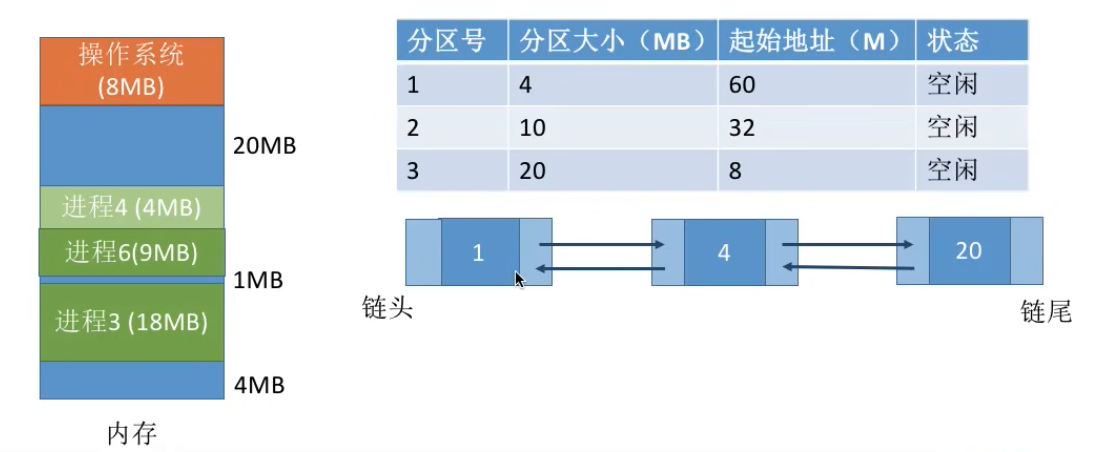 操作系统
(8MB)
20MB
进程4 (4MB)
进程6(9MB)
1MB
进程3 (18MB)
4MB
内存
分区号 分区大小（MB） 起始地址（M） 状态
1 4 60 空闲
2 10 32 空闲
3 20 8 空闲
1 4 20
链头 链尾